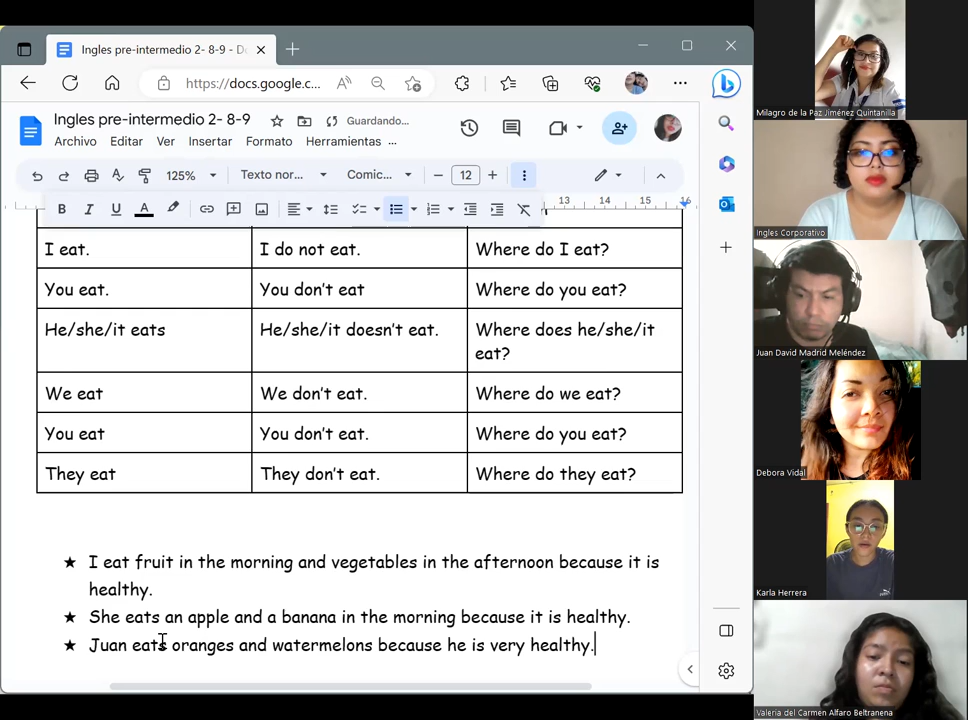 Ingles pre-intermedio 2- 8-9 - Do
https://docs.google.c...
Ingles pre-intermedio 2- 8-9
Guardando...
Archivo Editar Ver Insertar Formato Herramientas ...
125% Texto nor... Comic... 12
13 14 15 16
I eat. I do not eat. Where do I eat?
You eat. You don't eat Where do you eat?
He/she/it eats He/she/it doesn't eat. Where does he/she/it
eat?
We eat We don't eat. Where do we eat?
You eat You don't eat. Where do you eat?
They eat They don't eat. Where do they eat?
★ I eat fruit in the morning and vegetables in the afternoon because it is
healthy.
★ She eats an apple and a banana in the morning because it is healthy.
★ Juan eats oranges and watermelons because he is very healthy.
Milagro de la Paz Jiménez Quintanilla
Ingles Corporativo
Juan David Madrid Meléndez
Debora Vidal
Karla Herrera
Valeria del Carmen Alfaro Beltranena